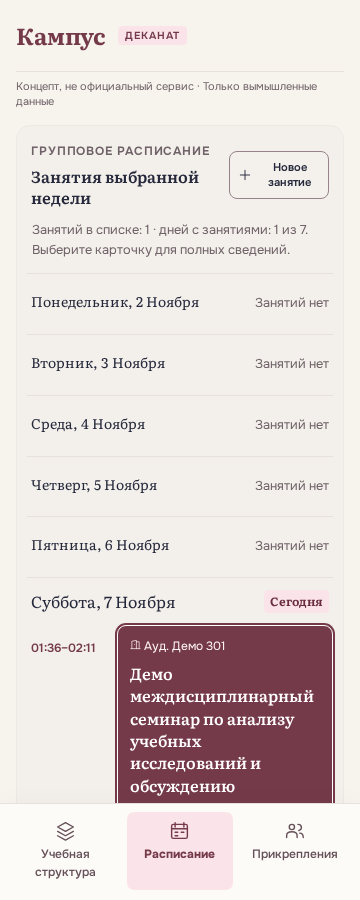 Кампус ДЕКАНАТ
Концепт, не официальный сервис · Только вымышленные
данные
ГРУППОВОЕ РАСПИСАНИЕ
Занятия выбранной
недели
Новое
занятие
Занятий в списке: 1 · дней с занятиями: 1 из 7.
Выберите карточку для полных сведений.
Понедельник, 2 Ноября Занятий нет
Вторник, 3 Ноября Занятий нет
Среда, 4 Ноября Занятий нет
Четверг, 5 Ноября Занятий нет
Пятница, 6 Ноября Занятий нет
Суббота, 7 Ноября Сегодня
01:36–02:11
Ауд. Демо 301
Демо
междисциплинарный
семинар по анализу
учебных
исследований и
обсуждению
Учебная
структура
Расписание
Прикрепления